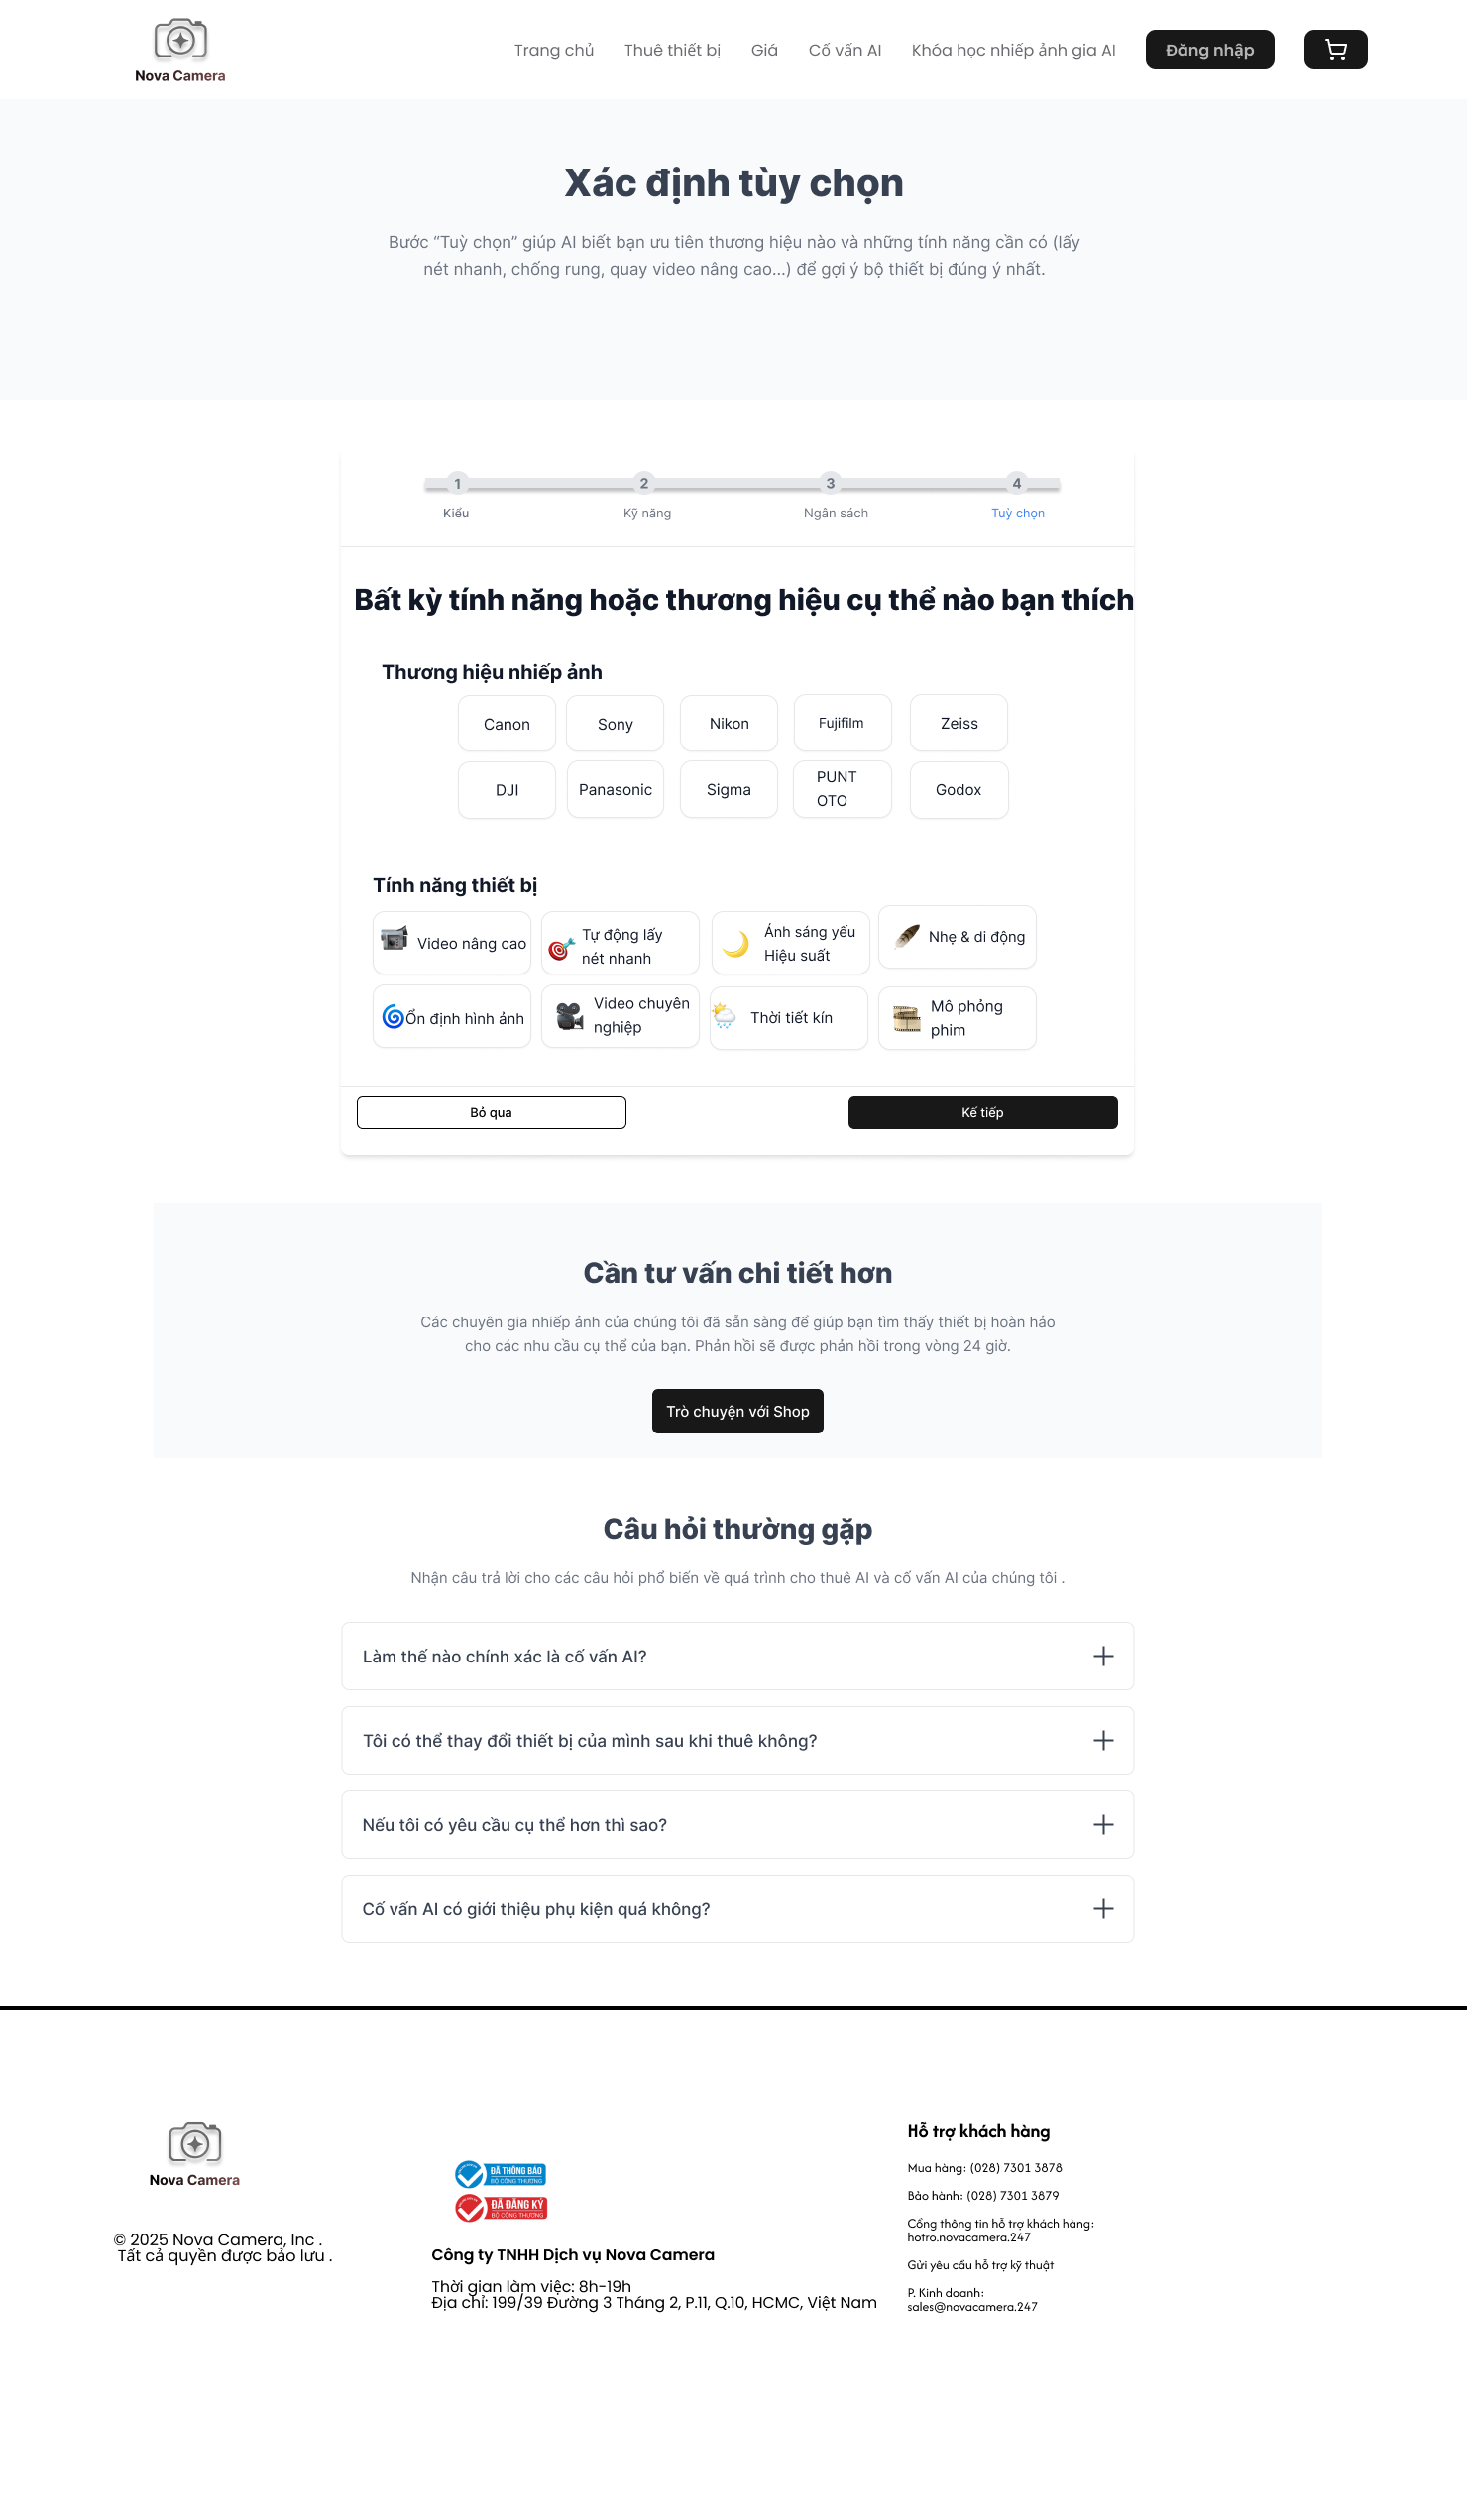 Nova Camera
Trang chủ
Thuê thiết bị
Giá
Cố vấn AI
Khóa học nhiếp ảnh gia AI
Đăng nhập
Xác định tùy chọn
Bước “Tuỳ chọn” giúp AI biết bạn ưu tiên thương hiệu nào và những tính năng cần có (lấy
nét nhanh, chống rung, quay video nâng cao…) để gợi ý bộ thiết bị đúng ý nhất.
1
2
3
4
Kiểu
Kỹ năng
Ngân sách
Tuỳ chọn
Bất kỳ tính năng hoặc thương hiệu cụ thể nào bạn thích
Thương hiệu nhiếp ảnh
Canon
Sony
Nikon
Fujifilm
Zeiss
DJI
Panasonic
Sigma
PUNT
OTO
Godox
Tính năng thiết bị
Video nâng cao
Tự động lấy
nét nhanh
Ánh sáng yếu
Hiệu suất
Nhẹ & di động
Ổn định hình ảnh
Video chuyên
nghiệp
Thời tiết kín
Mô phỏng
phim
Bỏ qua
Kế tiếp
Cần tư vấn chi tiết hơn
Các chuyên gia nhiếp ảnh của chúng tôi đã sẵn sàng để giúp bạn tìm thấy thiết bị hoàn hảo
cho các nhu cầu cụ thể của bạn. Phản hồi sẽ được phản hồi trong vòng 24 giờ.
Trò chuyện với Shop
Câu hỏi thường gặp
Nhận câu trả lời cho các câu hỏi phổ biến về quá trình cho thuê AI và cố vấn AI của chúng tôi .
Làm thế nào chính xác là cố vấn AI?
Tôi có thể thay đổi thiết bị của mình sau khi thuê không?
Nếu tôi có yêu cầu cụ thể hơn thì sao?
Cố vấn AI có giới thiệu phụ kiện quá không?
Nova Camera
© 2025 Nova Camera, Inc .
Tất cả quyền được bảo lưu .
ĐÃ THÔNG BÁO
BỘ CÔNG THƯƠNG
ĐÃ ĐĂNG KÝ
BỘ CÔNG THƯƠNG
Công ty TNHH Dịch vụ Nova Camera
Thời gian làm việc: 8h-19h
Địa chỉ: 199/39 Đường 3 Tháng 2, P.11, Q.10, HCMC, Việt Nam
Hỗ trợ khách hàng
Mua hàng: (028) 7301 3878
Bảo hành: (028) 7301 3879
Cổng thông tin hỗ trợ khách hàng:
hotro.novacamera.247
Gửi yêu cầu hỗ trợ kỹ thuật
P. Kinh doanh:
sales@novacamera.247